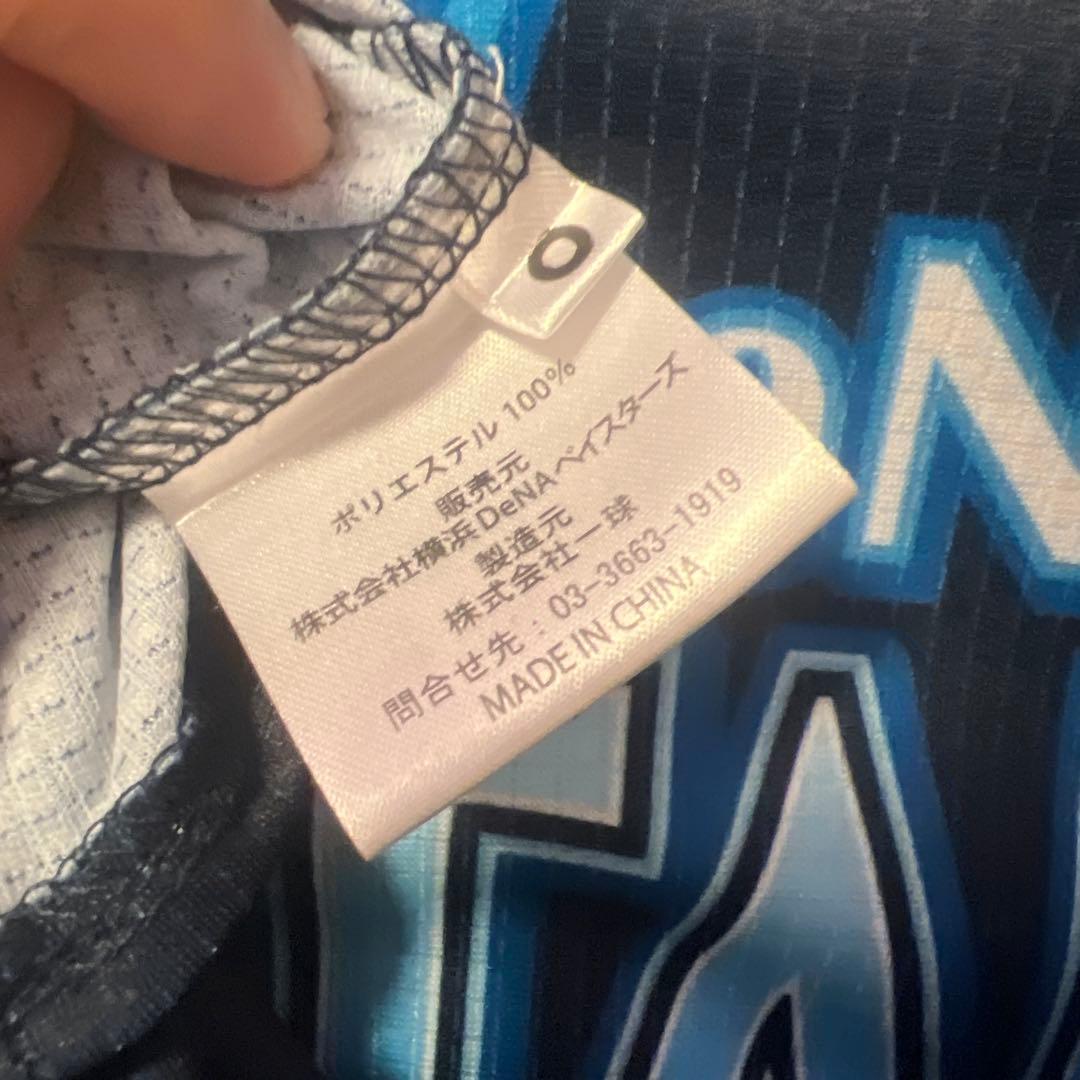 O
ポリエステル 100%
販売元
株式会社横浜DeNAベイスターズ
製造元
株式会社一球
問合せ先：03-3663-1919
MADE IN CHINA